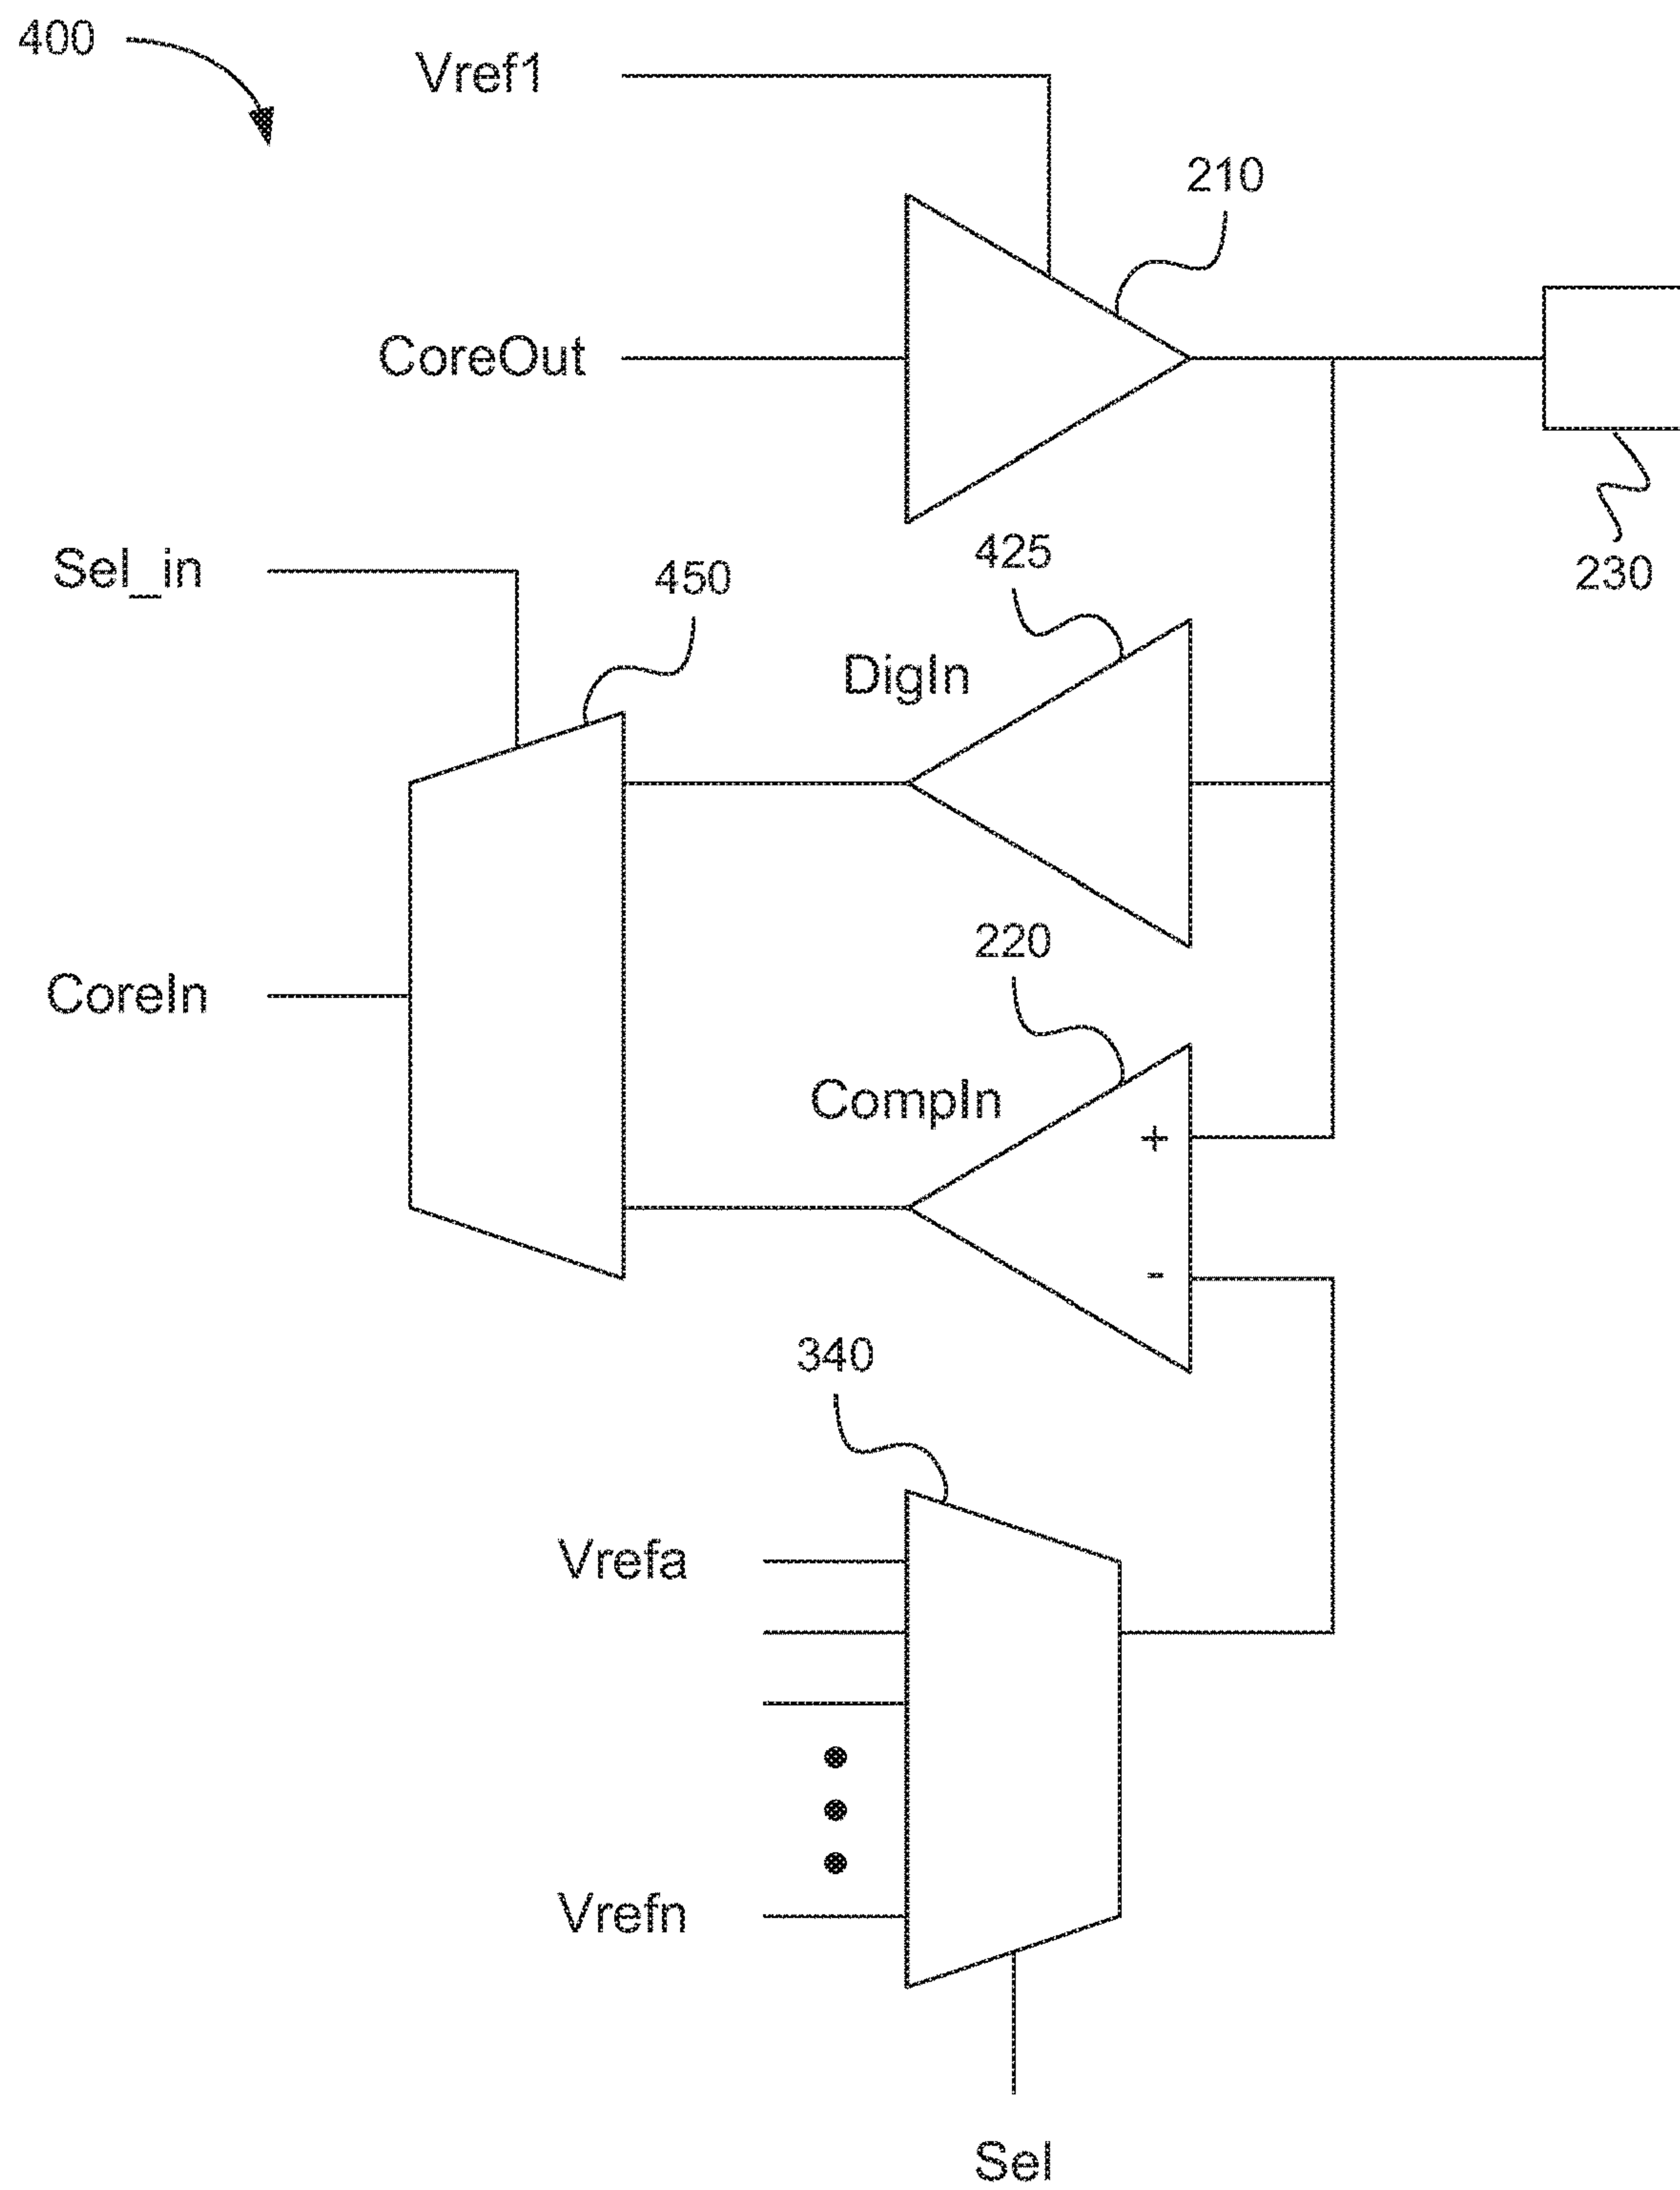 400
Vref1
210
CoreOut
230
Sel_in
450
425
DigIn
220
CoreIn
CompIn
+
-
340
Vrefa
Vrefn
Sel